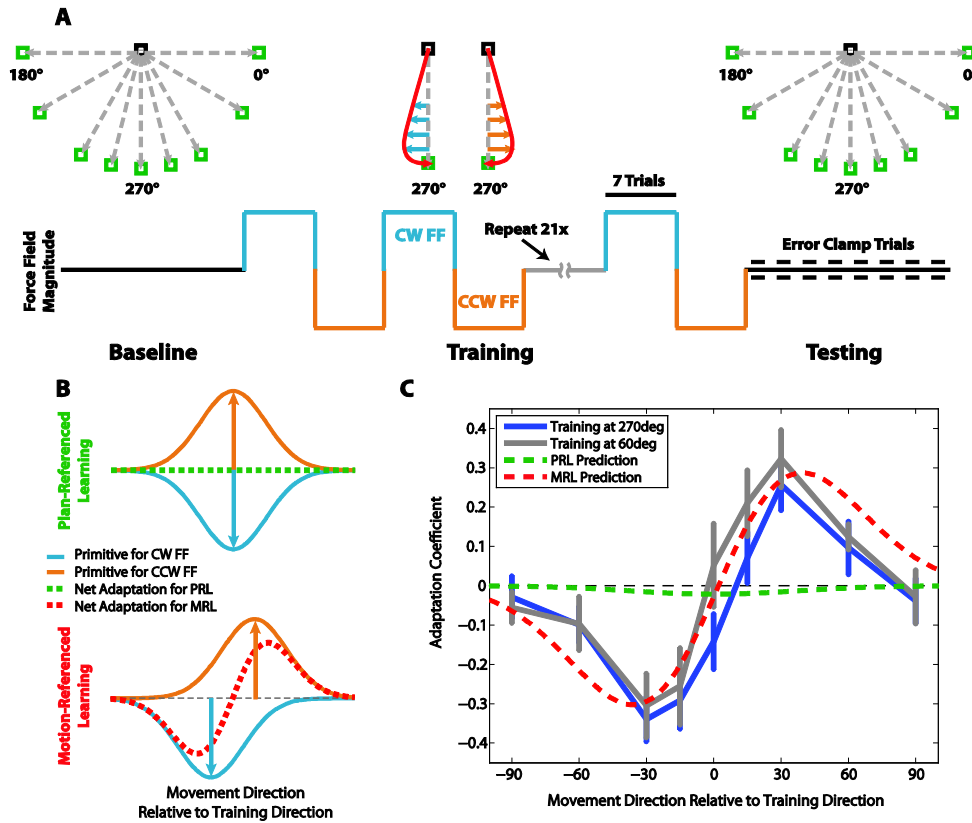 A
180°
0°
270°
270°
270°
180°
0
270°
7 Trials
Repeat 21x
CW FF
CCW FF
Error Clamp Trials
Force Field
Magnitude
Baseline
Training
Testing
B
Plan-Referenced
Learning
Primitive for CW FF
Primitive for CCW FF
Net Adaptation for PRL
Net Adaptation for MRL
Motion-Referenced
Learning
Movement Direction
Relative to Training Direction
C
Training at 270deg
Training at 60deg
PRL Prediction
MRL Prediction
Adaptation Coefficient
0.4
0.3
0.2
0.1
0
−0.1
−0.2
−0.3
−0.4
−90
−60
−30
0
30
60
90
Movement Direction Relative to Training Direction